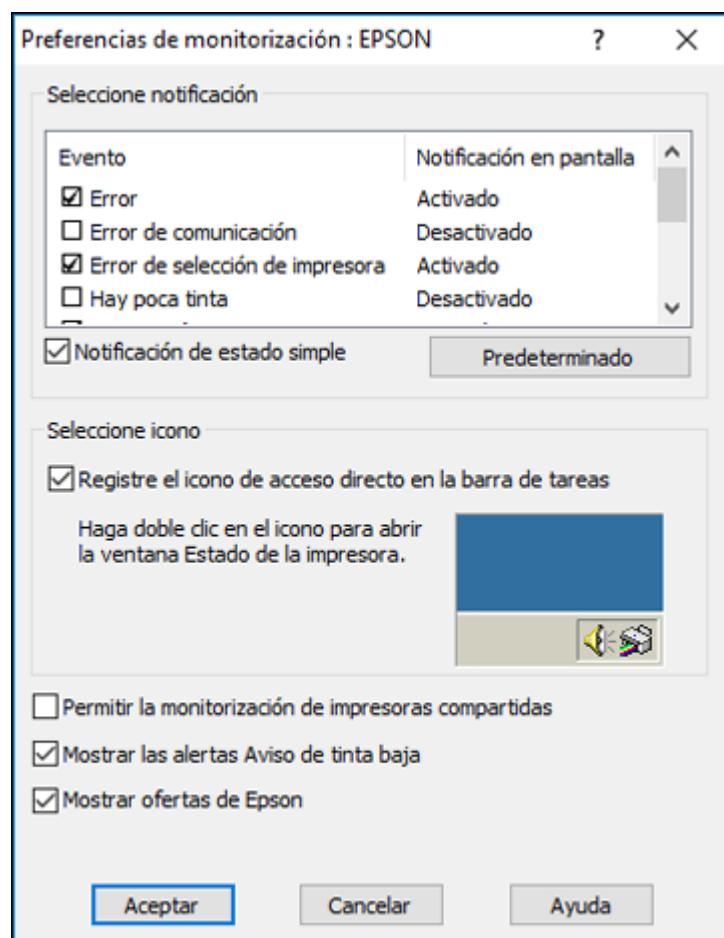 Preferencias de monitorización : EPSON ?
Seleccione notificación
Evento Notificación en pantalla
Error Activado
Error de comunicación Desactivado
Error de selección de impresora Activado
Hay poca tinta Desactivado
Notificación de estado simple Predeterminado
Seleccione icono
Registre el icono de acceso directo en la barra de tareas
Haga doble clic en el icono para abrir
la ventana Estado de la impresora.
Permitir la monitorización de impresoras compartidas
Mostrar las alertas Aviso de tinta baja
Mostrar ofertas de Epson
Aceptar Cancelar Ayuda